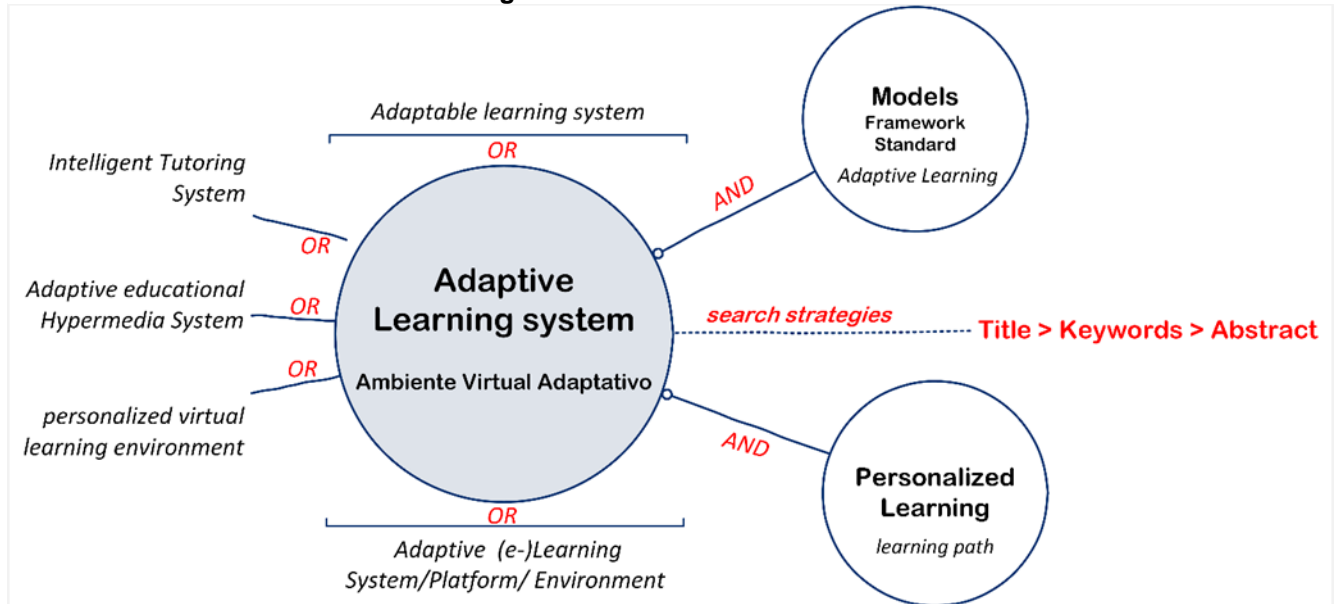 Adaptable learning system
OR
Intelligent Tutoring
System
OR
Adaptive educational
Hypermedia System
OR
OR
personalized virtual
learning environment
Adaptive
Learning system
Ambiente Virtual Adaptativo
OR
Adaptive (e-)Learning
System/Platform/ Environment
AND
Models
Framework
Standard
Adaptive Learning
search strategies
Title > Keywords > Abstract
AND
Personalized
Learning
learning path